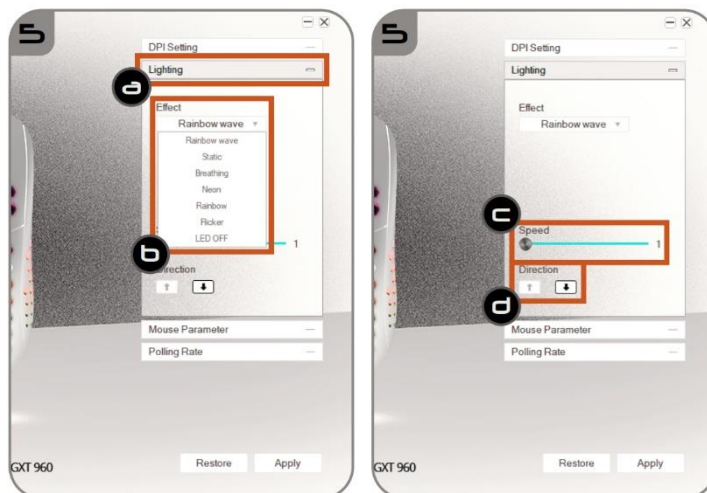 5
DPI Setting
a
Lighting
Effect
Rainbow wave
Rainbow wave
Static
Breathing
Neon
Rainbow
Flicker
LED OFF
b
1
Direction
Mouse Parameter
Polling Rate
GXT 960
Restore
Apply
5
DPI Setting
Lighting
Effect
Rainbow wave
c
Speed
1
Direction
d
Mouse Parameter
Polling Rate
GXT 960
Restore
Apply